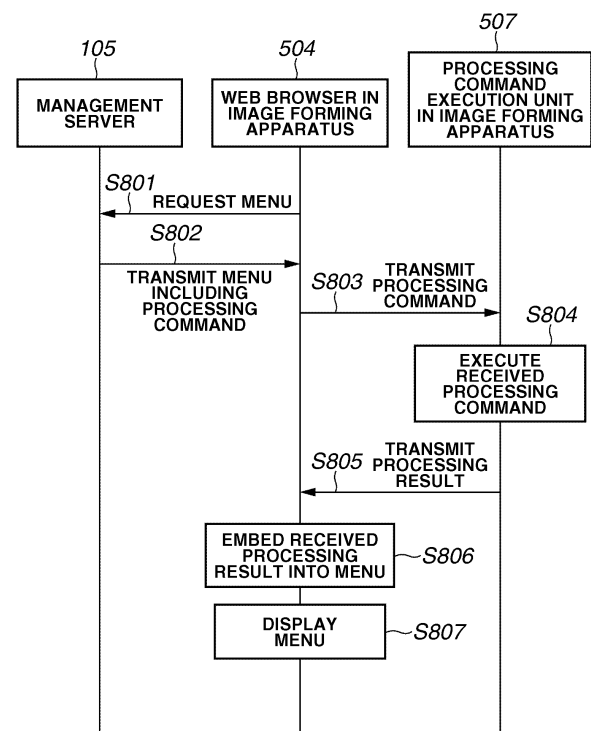 105
504
507
MANAGEMENT
SERVER
WEB BROWSER IN
IMAGE FORMING
APPARATUS
PROCESSING
COMMAND
EXECUTION UNIT
IN IMAGE FORMING
APPARATUS
S801
REQUEST MENU
S802
TRANSMIT MENU
INCLUDING
PROCESSING
COMMAND
S803
TRANSMIT
PROCESSING
COMMAND
S804
EXECUTE
RECEIVED
PROCESSING
COMMAND
S805
TRANSMIT
PROCESSING
RESULT
EMBED RECEIVED
PROCESSING
RESULT INTO MENU
S806
DISPLAY
MENU
S807